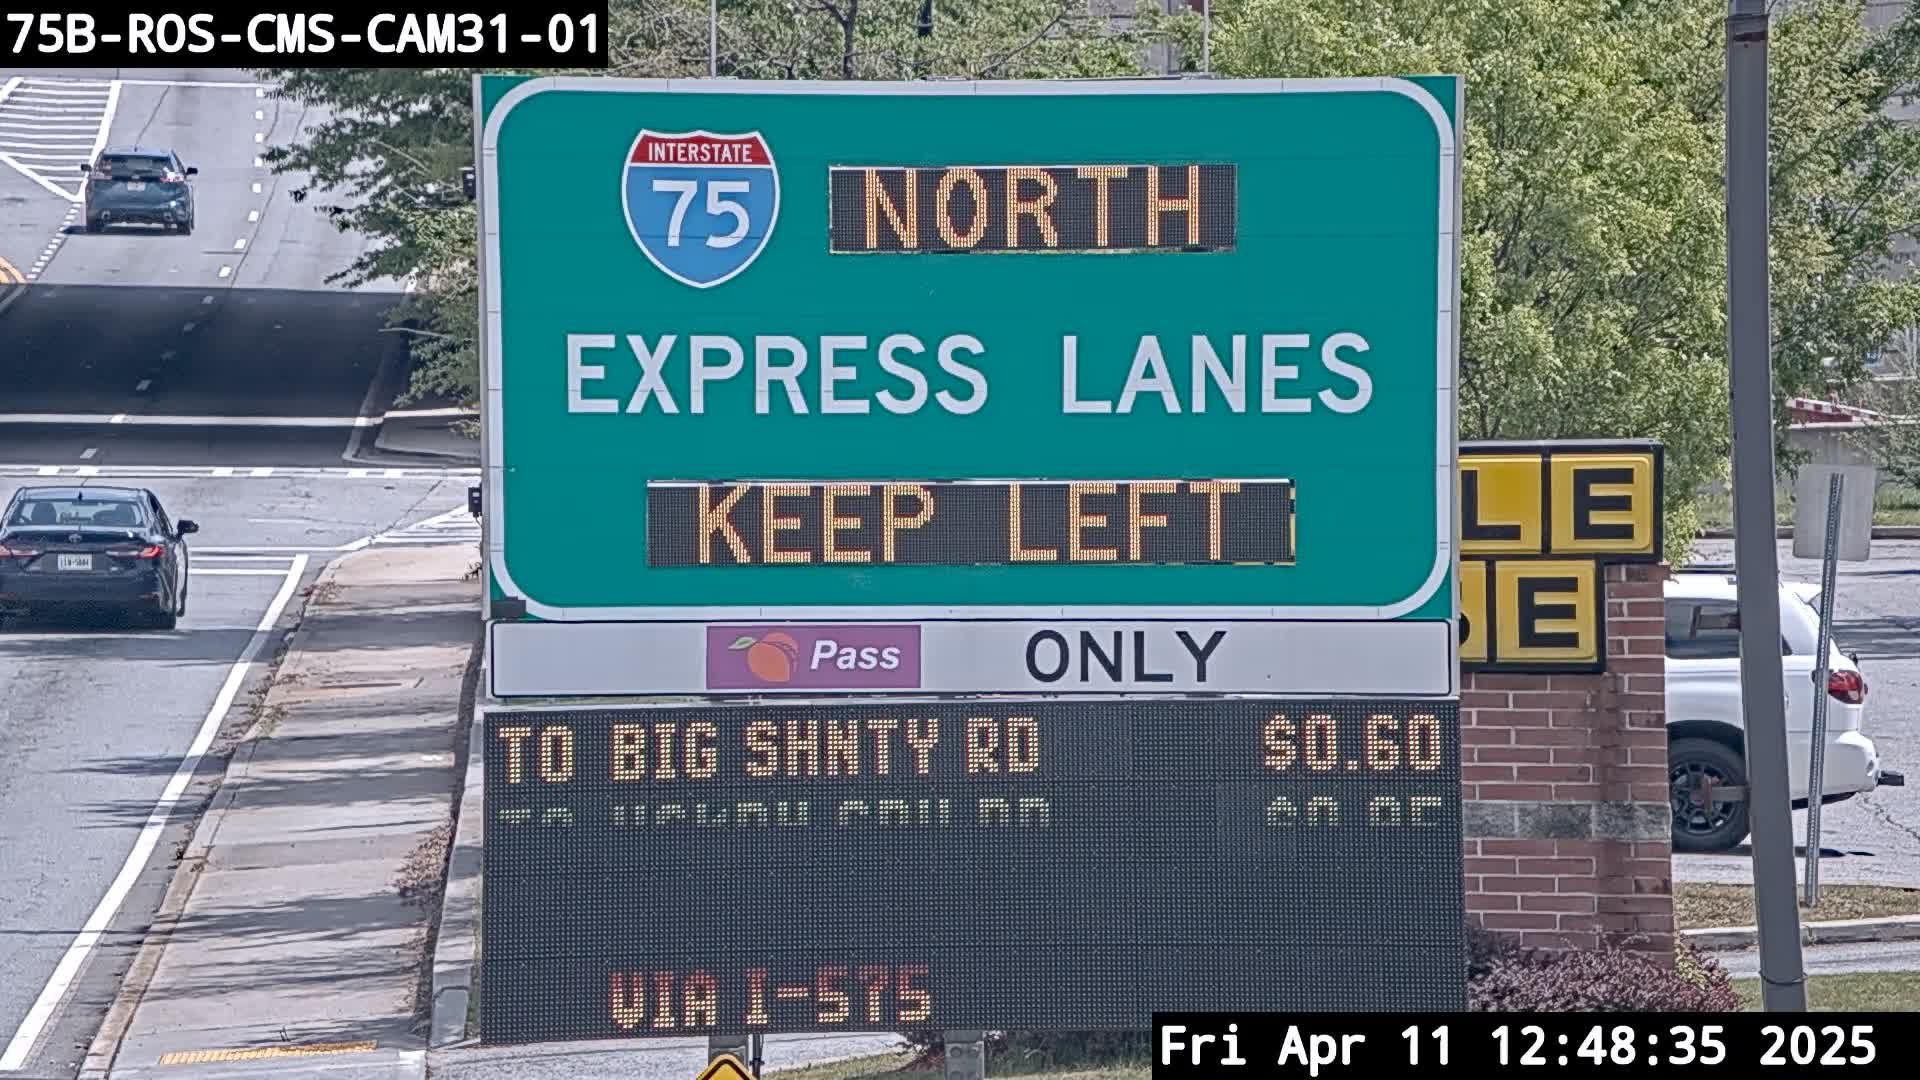 75B-ROS-CMS-CAM31-01
INTERSTATE
75
NORTH
EXPRESS LANES
KEEP LEFT
LE
E
Pass ONLY
TO BIG SHNTY RD $0.60
VIA I-575
Fri Apr 11 12:48:35 2025